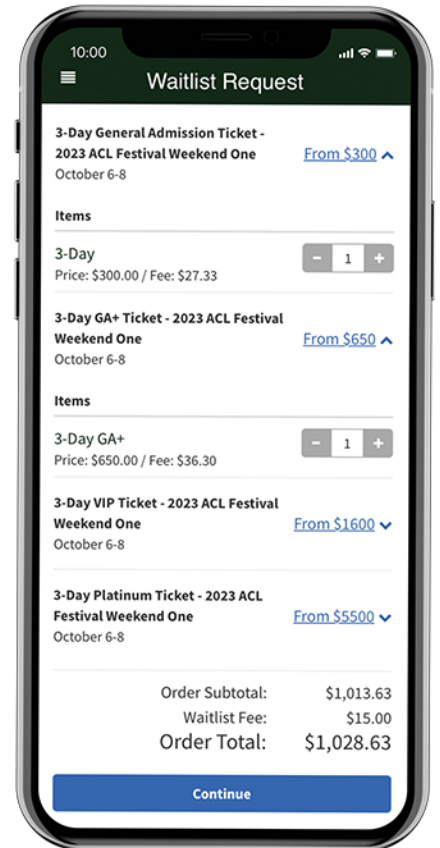 10:00
Waitlist Request
3-Day General Admission Ticket -
2023 ACL Festival Weekend One
From $300
October 6-8
Items
3-Day
- 1 +
Price: $300.00 / Fee: $27.33
3-Day GA+ Ticket - 2023 ACL Festival
Weekend One
From $650
October 6-8
Items
3-Day GA+
- 1 +
Price: $650.00 / Fee: $36.30
3-Day VIP Ticket - 2023 ACL Festival
Weekend One
From $1600
October 6-8
3-Day Platinum Ticket - 2023 ACL
Festival Weekend One
From $5500
October 6-8
Order Subtotal: $1,013.63
Waitlist Fee: $15.00
Order Total: $1,028.63
Continue